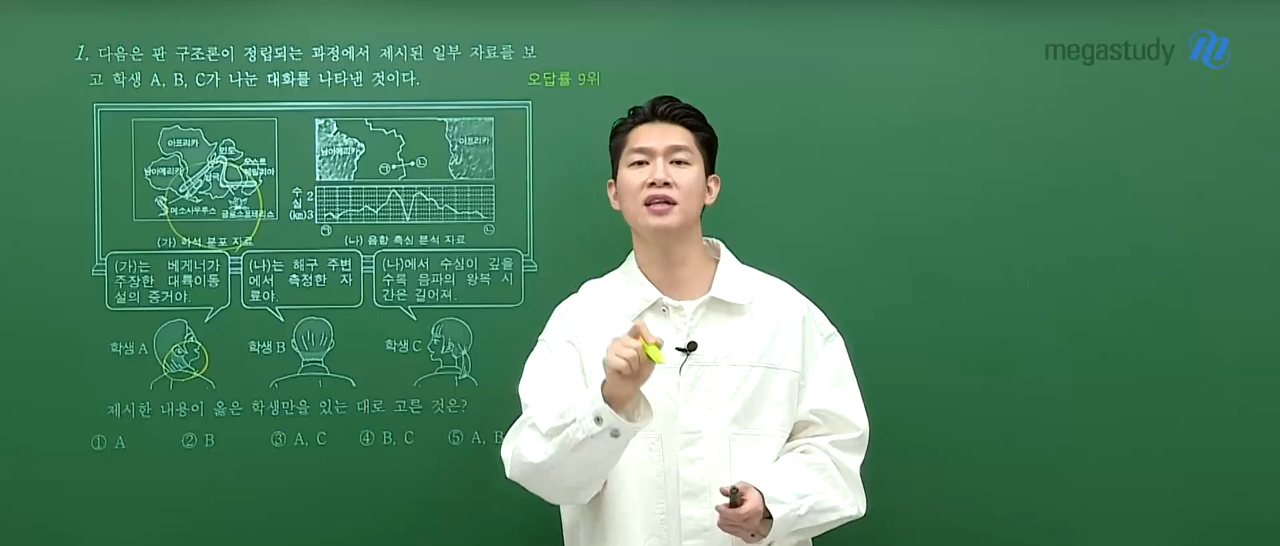 megastudy
1. 다음은 판 구조론이 정립되는 과정에서 제시된 일부 자료를 보
고 학생 A, B, C가 나눈 대화를 나타낸 것이다.
오답률 9위
아프리카
인도
남아메리카
남극
오스트
레일리아
메소사우루스
글로소프테리스
(가) 화석 분포 자료
남아메리카
아프리카
㉠
㉡
수
심
(km)
2
3
㉠
㉡
(나) 음향 측심 분석 자료
(가)는 베게너가
주장한 대륙이동
설의 증거야.
(나)는 해구 주변
에서 측정한 자
료야.
(나)에서 수심이 깊을
수록 음파의 왕복 시
간은 길어져.
학생 A
학생 B
학생 C
제시한 내용이 옳은 학생만을 있는 대로 고른 것은?
① A ② B ③ A, C ④ B, C ⑤ A, B